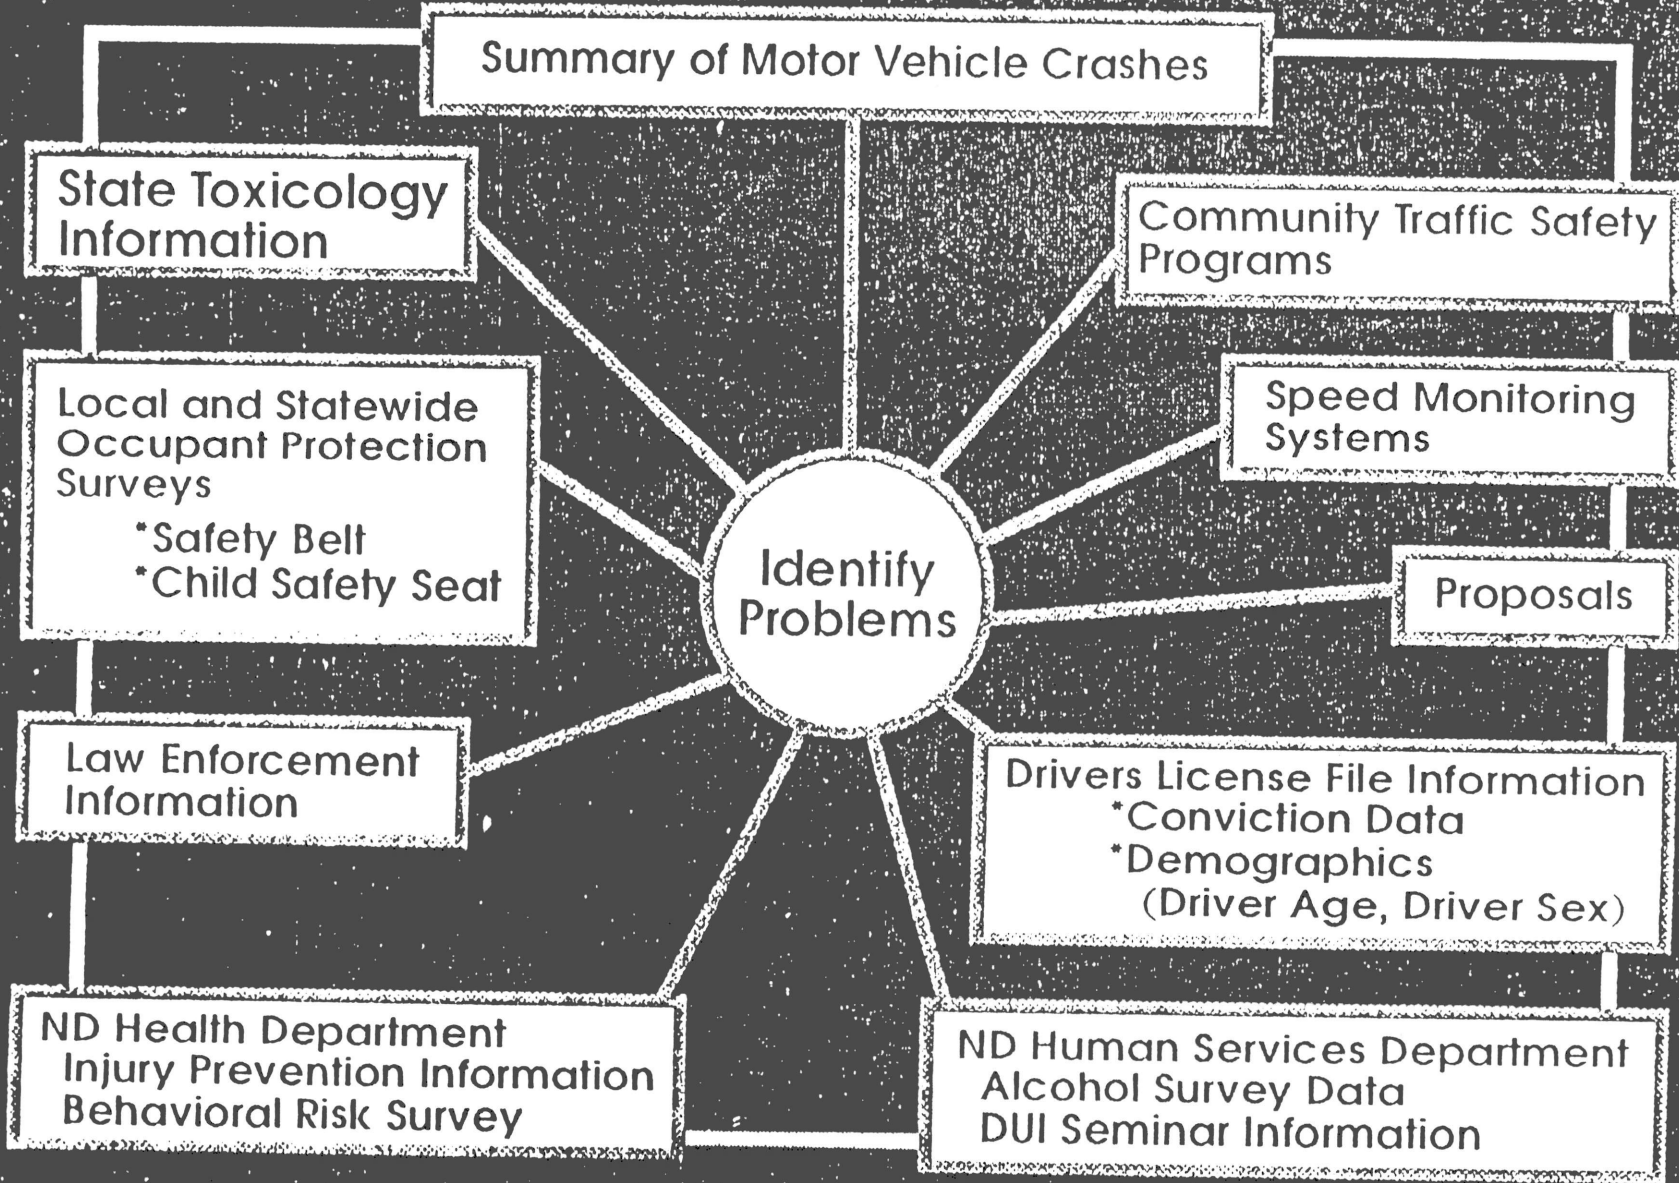 Summary of Motor Vehicle Crashes
State Toxicology
Information
Community Traffic Safety
Programs
Local and Statewide
Occupant Protection
Surveys
*Safety Belt
*Child Safety Seat
Speed Monitoring
Systems
Identify
Problems
Proposals
Law Enforcement
Information
Drivers License File Information
*Conviction Data
*Demographics
(Driver Age, Driver Sex)
ND Health Department
Injury Prevention Information
Behavioral Risk Survey
ND Human Services Department
Alcohol Survey Data
DUI Seminar Information